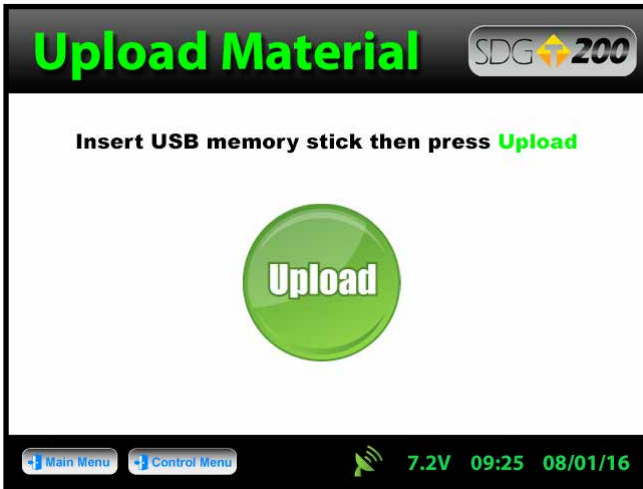 Upload Material
SDG 200
Insert USB memory stick then press Upload
Upload
Main Menu Control Menu 7.2V 09:25 08/01/16